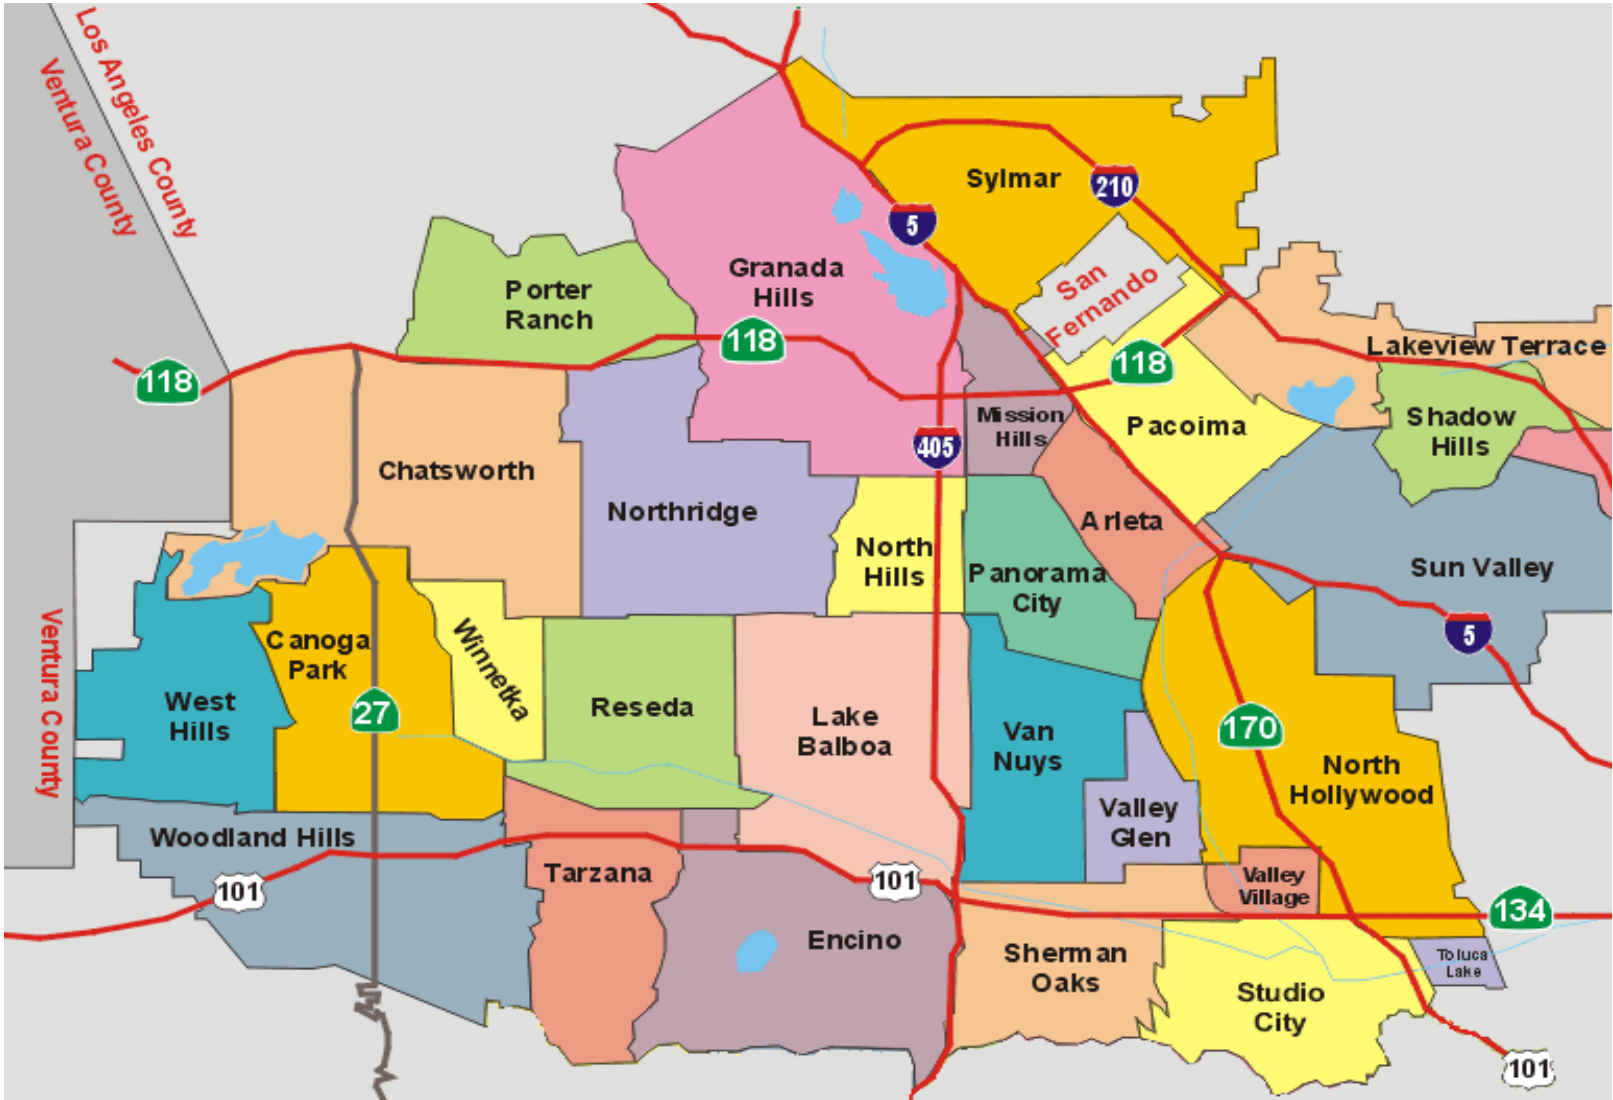 Los Angeles County
Ventura County
Sylmar
210
5
San
Fernando
Granada
Hills
Porter
Ranch
118
118
118
Lakeview Terrace
Mission
Hills
Pacoima
Shadow
Hills
405
Chatsworth
Northridge
Arleta
North
Hills
Panorama
City
Sun Valley
5
Ventura County
Canoga
Park
Winnetka
West
Hills
27
Reseda
Lake
Balboa
Van
Nuys
170
North
Hollywood
Valley
Glen
Woodland Hills
101
Tarzana
101
Valley
Village
134
Encino
Sherman
Oaks
Toluca
Lake
Studio
City
101